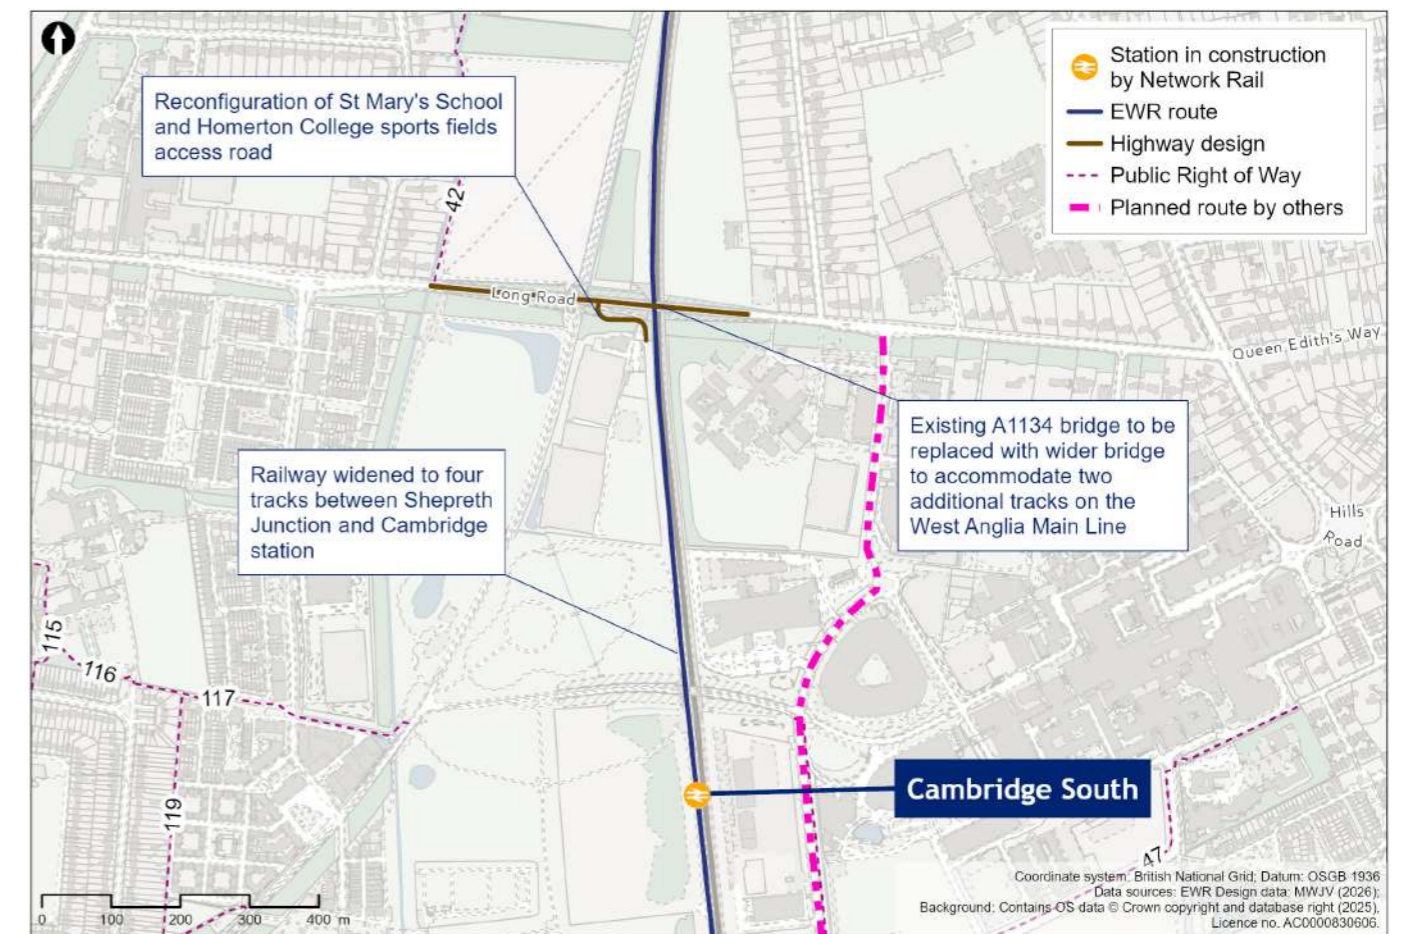 Reconfiguration of St Mary's School
and Homerton College sports fields
access road
Station in construction
by Network Rail
EWR route
Highway design
Public Right of Way
Planned route by others
42
Long Road
Queen Edith's Way
Existing A1134 bridge to be
replaced with wider bridge
to accommodate two
additional tracks on the
West Anglia Main Line
Railway widened to four
tracks between Shepreth
Junction and Cambridge
station
Hills
Road
115
116
117
119
Cambridge South
47
0 100 200 300 400 m
Coordinate system: British National Grid; Datum: OSGB 1936
Data sources: EWR Design data: MWJV (2026);
Background: Contains OS data © Crown copyright and database right (2025),
Licence no. AC0000830606.